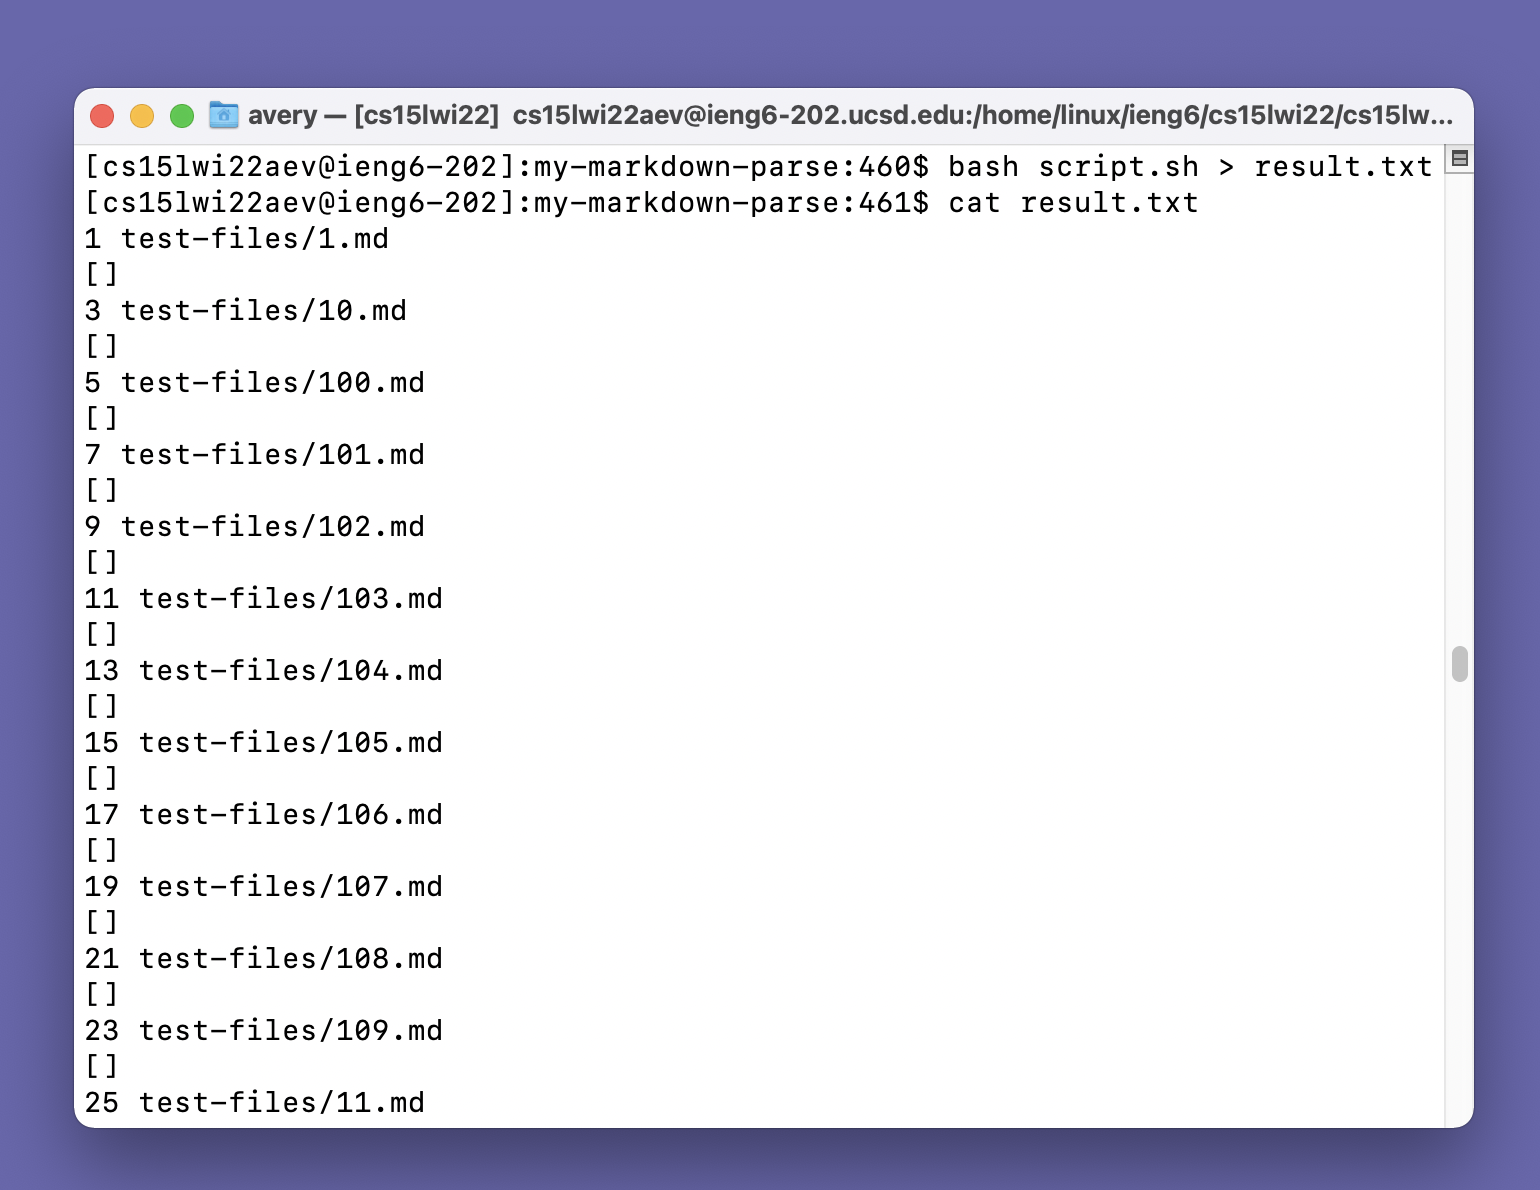 avery — [cs15lwi22] cs15lwi22aev@ieng6-202.ucsd.edu:/home/linux/ieng6/cs15lwi22/cs15lw...
[cs15lwi22aev@ieng6-202]:my-markdown-parse:460$ bash script.sh > result.txt
[cs15lwi22aev@ieng6-202]:my-markdown-parse:461$ cat result.txt
1 test-files/1.md
[]
3 test-files/10.md
[]
5 test-files/100.md
[]
7 test-files/101.md
[]
9 test-files/102.md
[]
11 test-files/103.md
[]
13 test-files/104.md
[]
15 test-files/105.md
[]
17 test-files/106.md
[]
19 test-files/107.md
[]
21 test-files/108.md
[]
23 test-files/109.md
[]
25 test-files/11.md